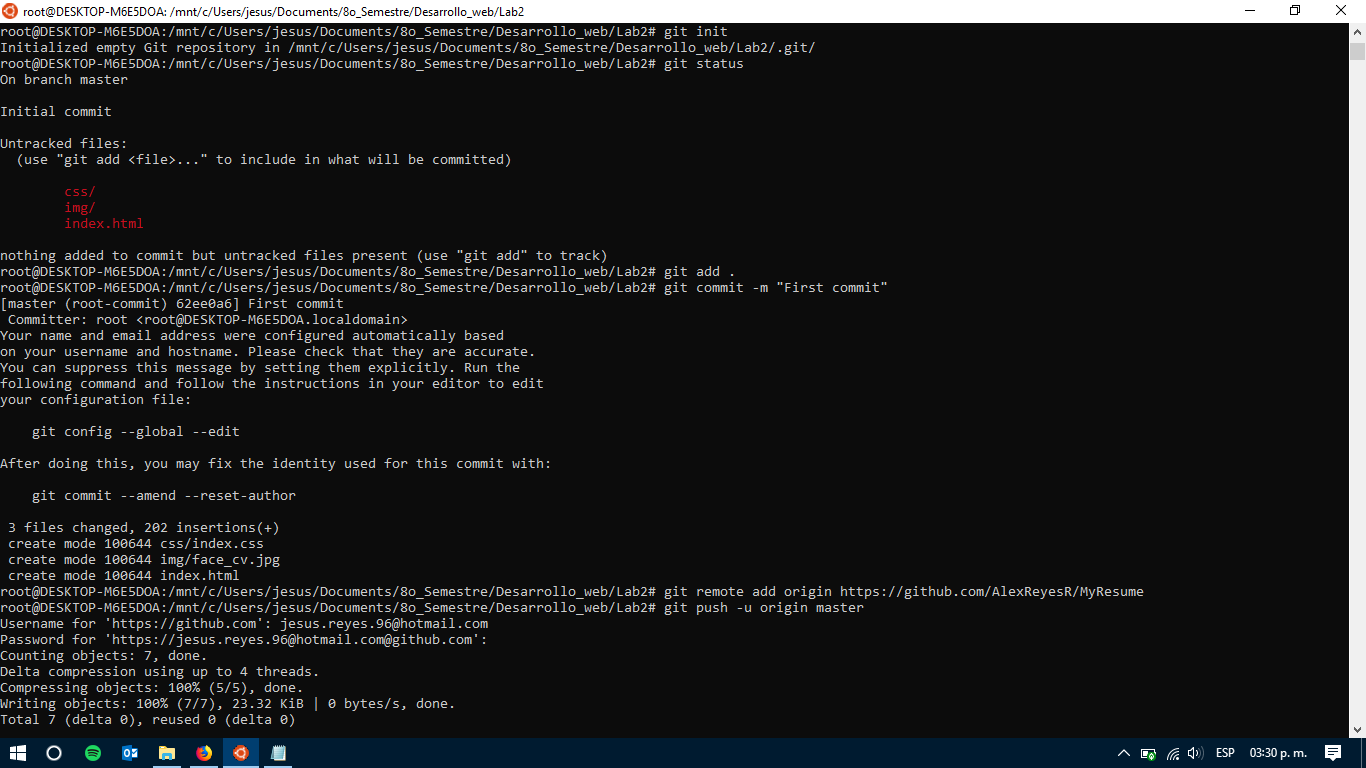 root@DESKTOP-M6E5DOA: /mnt/c/Users/jesus/Documents/8o_Semestre/Desarrollo_web/Lab2
root@DESKTOP-M6E5DOA:/mnt/c/Users/jesus/Documents/8o_Semestre/Desarrollo_web/Lab2# git init
Initialized empty Git repository in /mnt/c/Users/jesus/Documents/8o_Semestre/Desarrollo_web/Lab2/.git/
root@DESKTOP-M6E5DOA:/mnt/c/Users/jesus/Documents/8o_Semestre/Desarrollo_web/Lab2# git status
On branch master
Initial commit
Untracked files:
  (use "git add <file>..." to include in what will be committed)
        css/
        img/
        index.html
nothing added to commit but untracked files present (use "git add" to track)
root@DESKTOP-M6E5DOA:/mnt/c/Users/jesus/Documents/8o_Semestre/Desarrollo_web/Lab2# git add .
root@DESKTOP-M6E5DOA:/mnt/c/Users/jesus/Documents/8o_Semestre/Desarrollo_web/Lab2# git commit -m "First commit"
[master (root-commit) 62ee0a6] First commit
 Committer: root <root@DESKTOP-M6E5DOA.localdomain>
Your name and email address were configured automatically based
on your username and hostname. Please check that they are accurate.
You can suppress this message by setting them explicitly. Run the
following command and follow the instructions in your editor to edit
your configuration file:
    git config --global --edit
After doing this, you may fix the identity used for this commit with:
    git commit --amend --reset-author
 3 files changed, 202 insertions(+)
 create mode 100644 css/index.css
 create mode 100644 img/face_cv.jpg
 create mode 100644 index.html
root@DESKTOP-M6E5DOA:/mnt/c/Users/jesus/Documents/8o_Semestre/Desarrollo_web/Lab2# git remote add origin https://github.com/AlexReyesR/MyResume
root@DESKTOP-M6E5DOA:/mnt/c/Users/jesus/Documents/8o_Semestre/Desarrollo_web/Lab2# git push -u origin master
Username for 'https://github.com': jesus.reyes.96@hotmail.com
Password for 'https://jesus.reyes.96@hotmail.com@github.com':
Counting objects: 7, done.
Delta compression using up to 4 threads.
Compressing objects: 100% (5/5), done.
Writing objects: 100% (7/7), 23.32 KiB | 0 bytes/s, done.
Total 7 (delta 0), reused 0 (delta 0)
ESP 03:30 p. m.